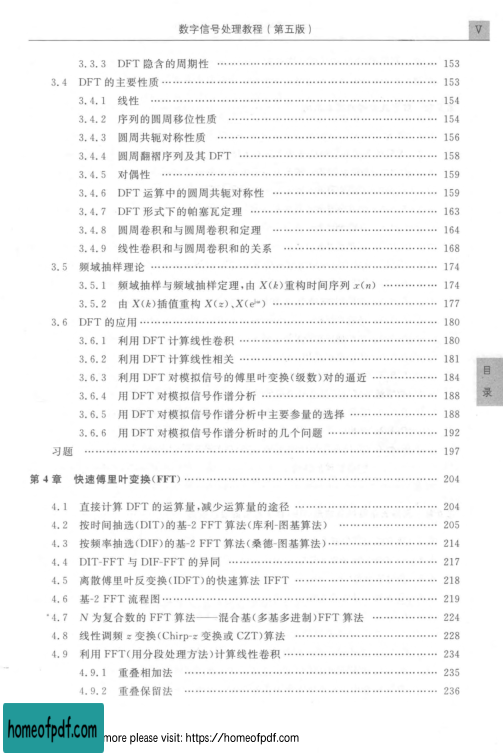 数字信号处理教程(第五版) V
3.3.3 DFT 隐含的周期性 …… 153
3.4 DFT 的主要性质 …… 153
3.4.1 线性 …… 154
3.4.2 序列的圆周移位性质 …… 154
3.4.3 圆周共轭对称性质 …… 156
3.4.4 圆周翻褶序列及其 DFT …… 158
3.4.5 对偶性 …… 159
3.4.6 DFT 运算中的圆周共轭对称性 …… 159
3.4.7 DFT 形式下的帕塞瓦定理 …… 163
3.4.8 圆周卷积和与圆周卷积和定理 …… 164
3.4.9 线性卷积和与圆周卷积和的关系 …… 168
3.5 频域抽样理论 …… 174
3.5.1 频域抽样与频域抽样定理,由 X(k)重构时间序列 x(n) …… 174
3.5.2 由 X(k)插值重构 X(z)、X(e^jω) …… 177
3.6 DFT 的应用 …… 180
3.6.1 利用 DFT 计算线性卷积 …… 180
3.6.2 利用 DFT 计算线性相关 …… 181
3.6.3 利用 DFT 对模拟信号的傅里叶变换(级数)对的逼近 …… 184
3.6.4 用 DFT 对模拟信号作谱分析 …… 188
3.6.5 用 DFT 对模拟信号作谱分析中主要参量的选择 …… 188
3.6.6 用 DFT 对模拟信号作谱分析时的几个问题 …… 192
习题 …… 197
目录
第 4 章 快速傅里叶变换(FFT) …… 204
4.1 直接计算 DFT 的运算量,减少运算量的途径 …… 204
4.2 按时间抽选(DIT)的基-2 FFT 算法(库利-图基算法) …… 205
4.3 按频率抽选(DIF)的基-2 FFT 算法(桑德-图基算法) …… 214
4.4 DIT-FFT 与 DIF-FFT 的异同 …… 217
4.5 离散傅里叶反变换(IDFT)的快速算法 IFFT …… 218
4.6 基-2 FFT 流程图 …… 219
*4.7 N 为复合数的 FFT 算法——混合基(多基多进制)FFT 算法 …… 224
4.8 线性调频 z 变换(Chirp-z 变换或 CZT)算法 …… 228
4.9 利用 FFT(用分段处理方法)计算线性卷积 …… 234
4.9.1 重叠相加法 …… 235
4.9.2 重叠保留法 …… 236
homeofpdf.com
more please visit: https://homeofpdf.com